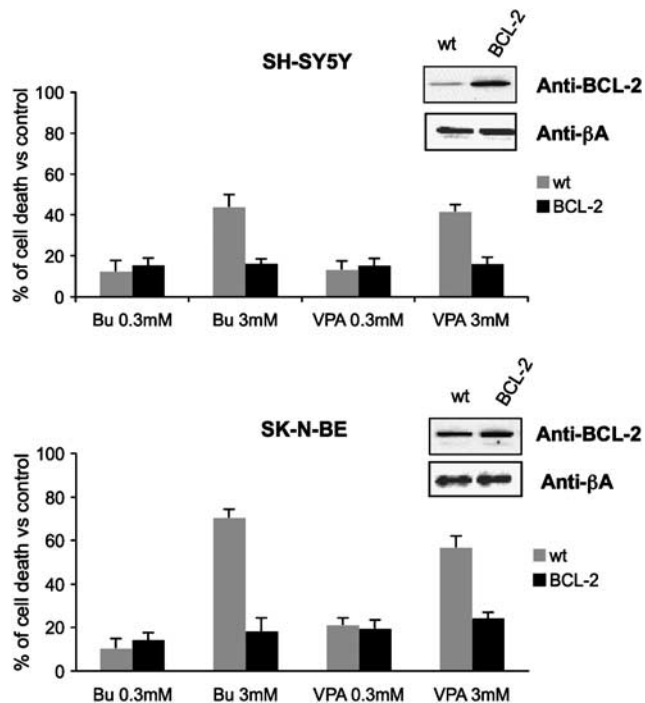 wt BCL-2
SH-SY5Y
Anti-BCL-2
Anti-βA
wt
BCL-2
% of cell death vs control
100
80
60
40
20
0
Bu 0.3mM Bu 3mM VPA 0.3mM VPA 3mM
wt BCL-2
SK-N-BE
Anti-BCL-2
Anti-βA
wt
BCL-2
% of cell death vs control
100
80
60
40
20
0
Bu 0.3mM Bu 3mM VPA 0.3mM VPA 3mM